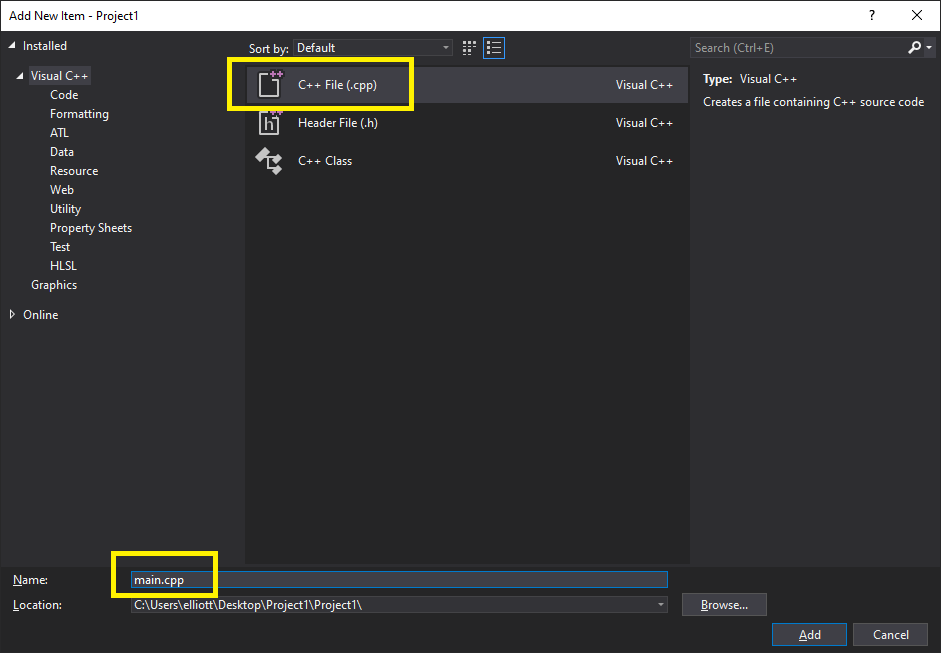 Add New Item - Project1
?
Installed
Visual C++
Code
Formatting
ATL
Data
Resource
Web
Utility
Property Sheets
Test
HLSL
Graphics
Online
Sort by: Default
C++ File (.cpp) Visual C++
h Header File (.h) Visual C++
C++ Class Visual C++
Search (Ctrl+E)
Type: Visual C++
Creates a file containing C++ source code
Name: main.cpp
Location: C:\Users\elliott\Desktop\Project1\Project1\
Browse...
Add Cancel